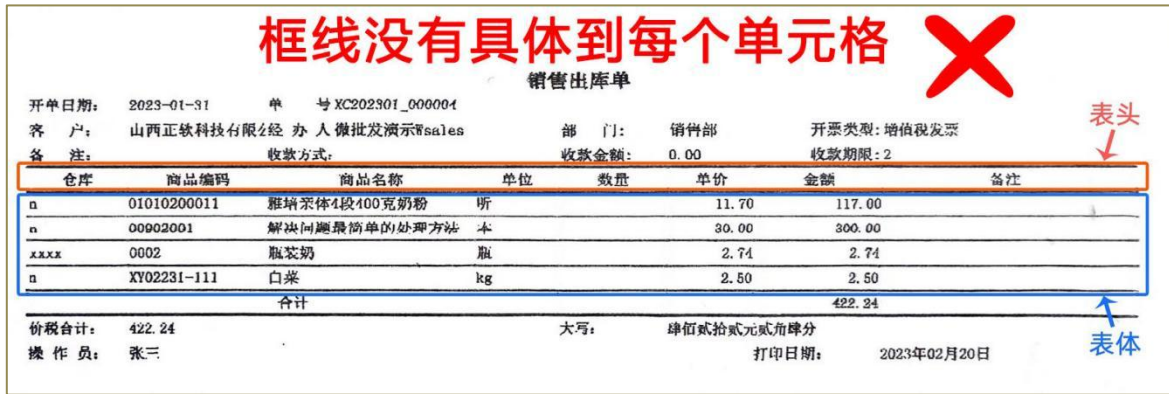 框线没有具体到每个单元格
销售出库单
开单日期: 2023-01-31 单 号 XC202301_000004
客 户: 山西正软科技有限 经 办 人 微批发演示Wsales 部 门: 销售部 开票类型: 增值税发票
表头
备 注: 收款方式: 收款金额: 0.00 收款期限: 2
仓库 商品编码 商品名称 单位 数量 单价 金额 备注
n 01010200011 雅培亲体4段400克奶粉 听 11.70 117.00
n 00902001 解决问题最简单的处理方法 本 30.00 300.00
xxxx 0002 瓶装奶 瓶 2.74 2.74
n XY02231-111 白菜 kg 2.50 2.50
合计 422.24
价税合计: 422.24 大写: 肆佰贰拾贰元贰角肆分
表体
操 作 员: 张三 打印日期: 2023年02月20日